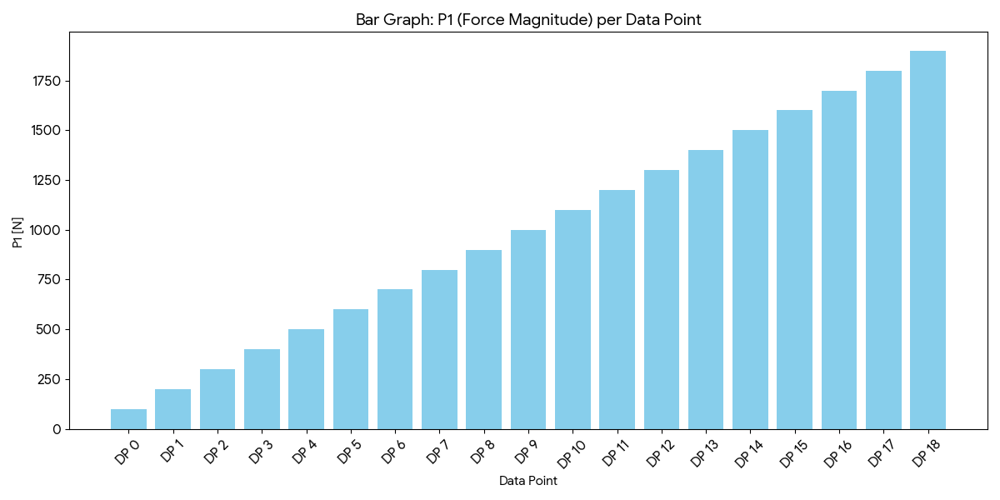 Bar Graph: P1 (Force Magnitude) per Data Point
P1 [N]
1750
1500
1250
1000
750
500
250
0
DP 0
DP 1
DP 2
DP 3
DP 4
DP 5
DP 6
DP 7
DP 8
DP 9
DP 10
DP 11
DP 12
DP 13
DP 14
DP 15
DP 16
DP 17
DP 18
Data Point